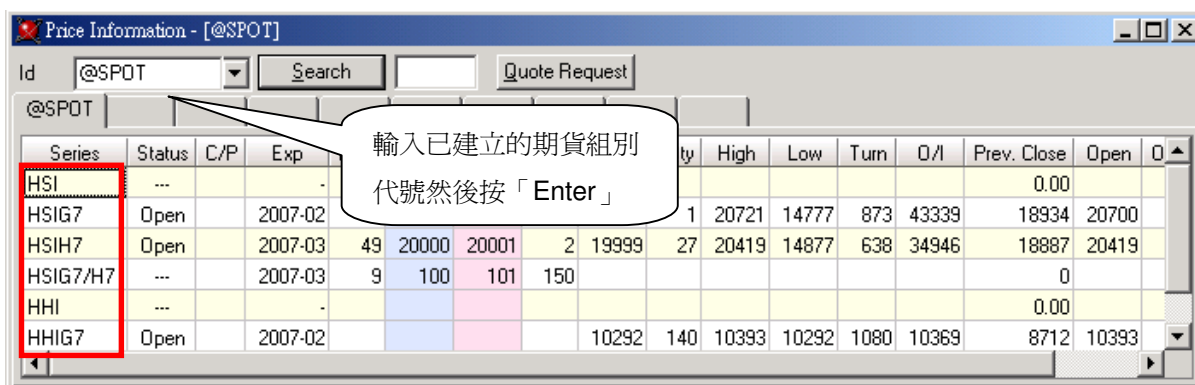 Price Information - [@SPOT]
Id @SPOT Search Quote Request
@SPOT
輸入已建立的期貨組別
代號然後按「Enter」
Series Status C/P Exp ty High Low Turn O/I Prev. Close Open O
HSI --- - 0.00
HSIG7 Open 2007-02 1 20721 14777 873 43339 18934 20700
HSIH7 Open 2007-03 49 20000 20001 2 19999 27 20419 14877 638 34946 18887 20419
HSIG7/H7 --- 2007-03 9 100 101 150 0
HHI --- - 0.00
HHIG7 Open 2007-02 10292 140 10393 10292 1080 10369 8712 10393